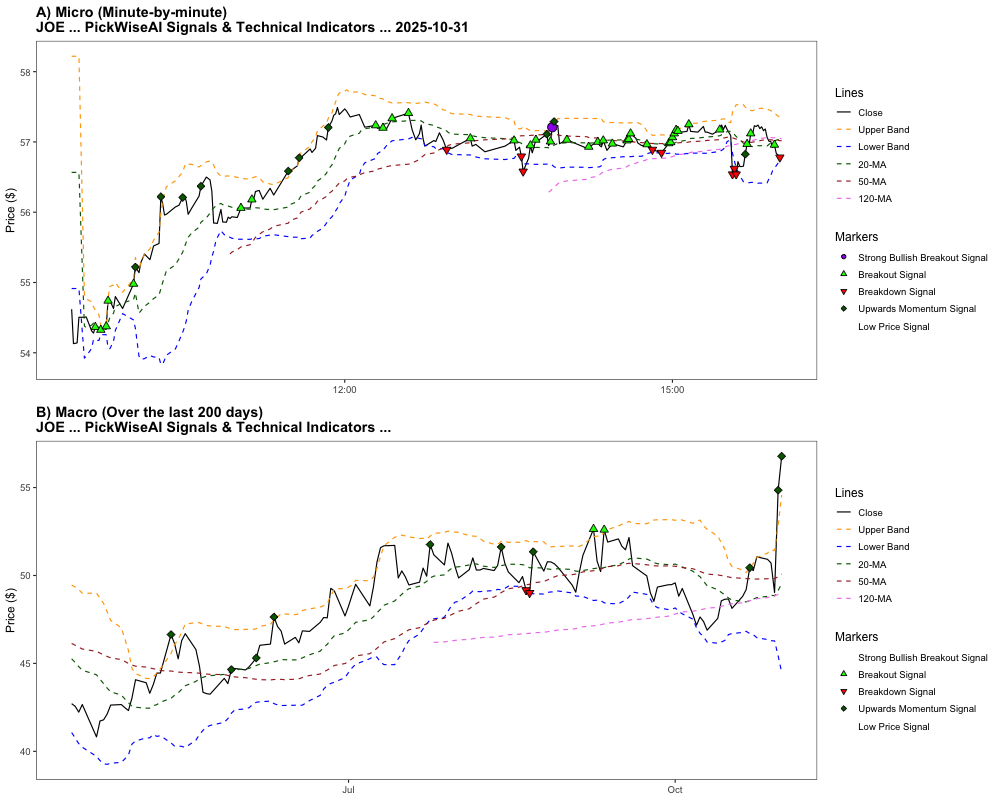 A) Micro (Minute-by-minute)
JOE ... PickWiseAI Signals & Technical Indicators ... 2025-10-31
Price ($)
58
57
56
55
54
12:00
15:00
Lines
Close
Upper Band
Lower Band
20-MA
50-MA
120-MA
Markers
Strong Bullish Breakout Signal
Breakout Signal
Breakdown Signal
Upwards Momentum Signal
Low Price Signal
B) Macro (Over the last 200 days)
JOE ... PickWiseAI Signals & Technical Indicators ...
Price ($)
55
50
45
40
Jul
Oct
Lines
Close
Upper Band
Lower Band
20-MA
50-MA
120-MA
Markers
Strong Bullish Breakout Signal
Breakout Signal
Breakdown Signal
Upwards Momentum Signal
Low Price Signal